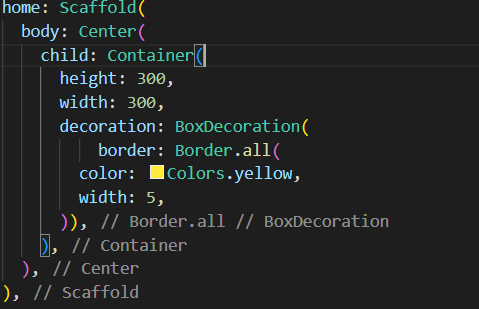 home: Scaffold(
body: Center(
child: Container(
height: 300,
width: 300,
decoration: BoxDecoration(
border: Border.all(
color: Colors.yellow,
width: 5,
)), // Border.all // BoxDecoration
), // Container
), // Center
), // Scaffold